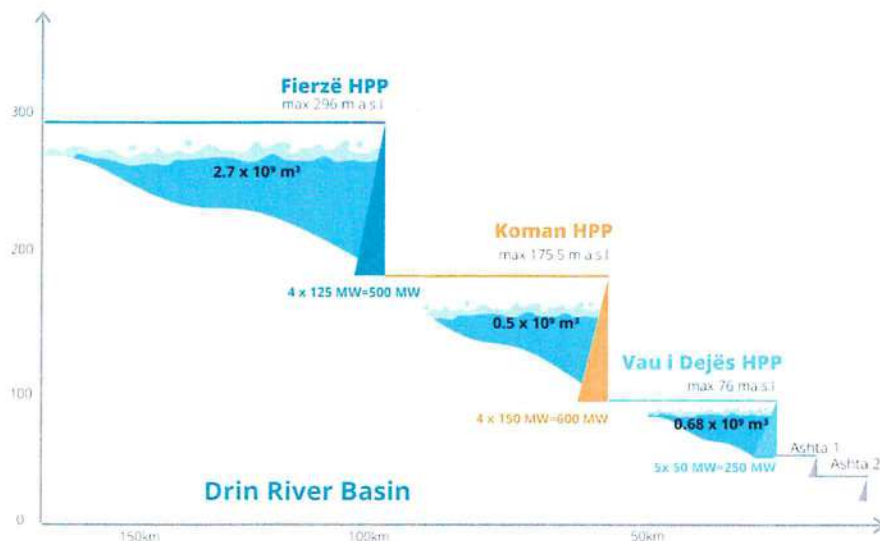 Fierzë HPP
max 296 m a s l
300
2.7 x 10⁹ m³
Koman HPP
200
max 175.5 m a s l
4 x 125 MW=500 MW
0.5 x 10⁹ m³
Vau i Dejës HPP
max 76 m a s l
100
4 x 150 MW=600 MW
0.68 x 10⁹ m³
Ashta 1
5x 50 MW=250 MW
Ashta 2
Drin River Basin
0
150km
100km
50km